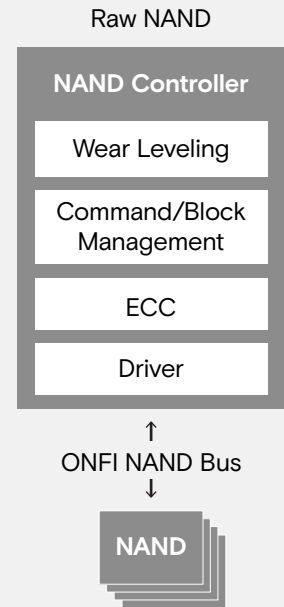 Raw NAND
NAND Controller
Wear Leveling
Command/Block
Management
ECC
Driver
↑
ONFI NAND Bus
↓
NAND